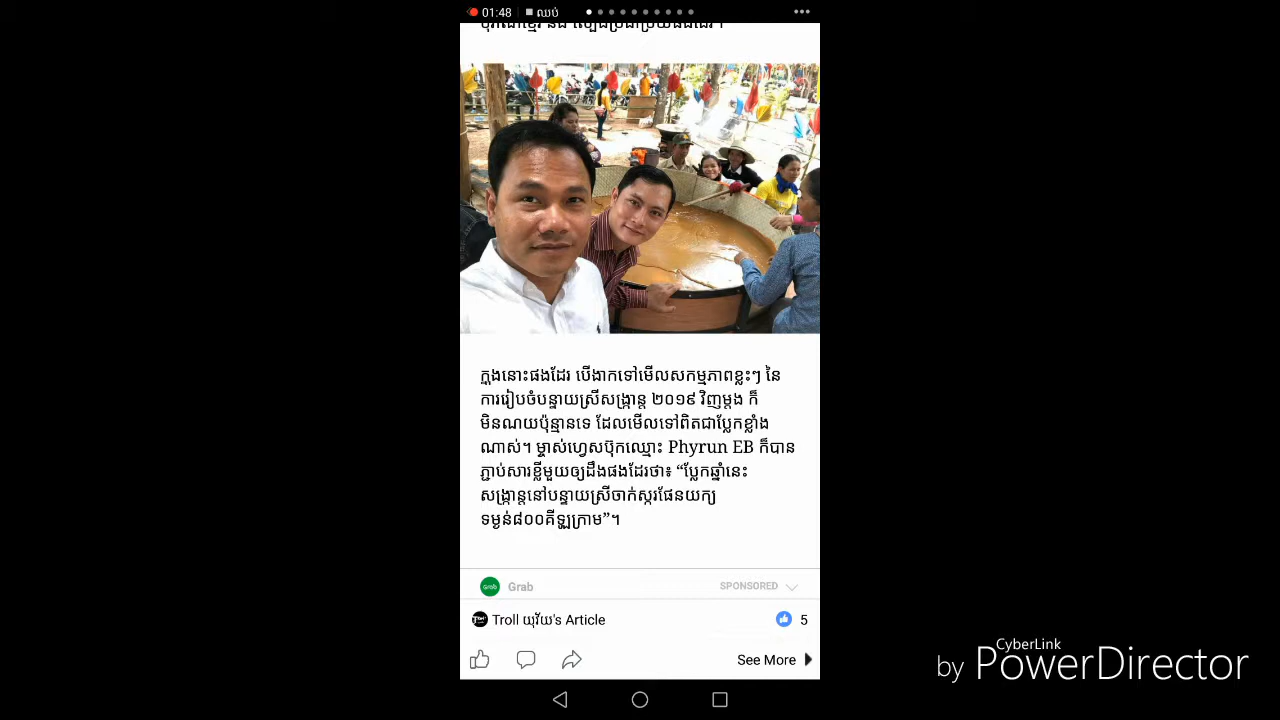 01:48 ឈប់
ក្នុងនោះផងដែរ បើងាកទៅមើលសកម្មភាពខ្លះៗ នៃ
ការរៀបចំបន្ទាយស្រីសង្ក្រាន្ត ២០១៩ វិញម្ដង ក៏
មិនណយប៉ុន្មានទេ ដែលមើលទៅពិតជាប្លែកខ្លាំង
ណាស់។ ម្ចាស់ហ្វេសប៊ុកឈ្មោះ Phyrun EB ក៏បាន
ភ្ជាប់សារខ្លីមួយឲ្យដឹងផងដែរថា៖ “ប្លែកឆ្នាំនេះ
សង្ក្រាន្តនៅបន្ទាយស្រីចាក់ស្ករផែនយក្ស
ទម្ងន់៨០០គីឡូក្រាម”។
Grab Grab SPONSORED
Troll យុវ័យ's Article 5
See More
CyberLink
by PowerDirector